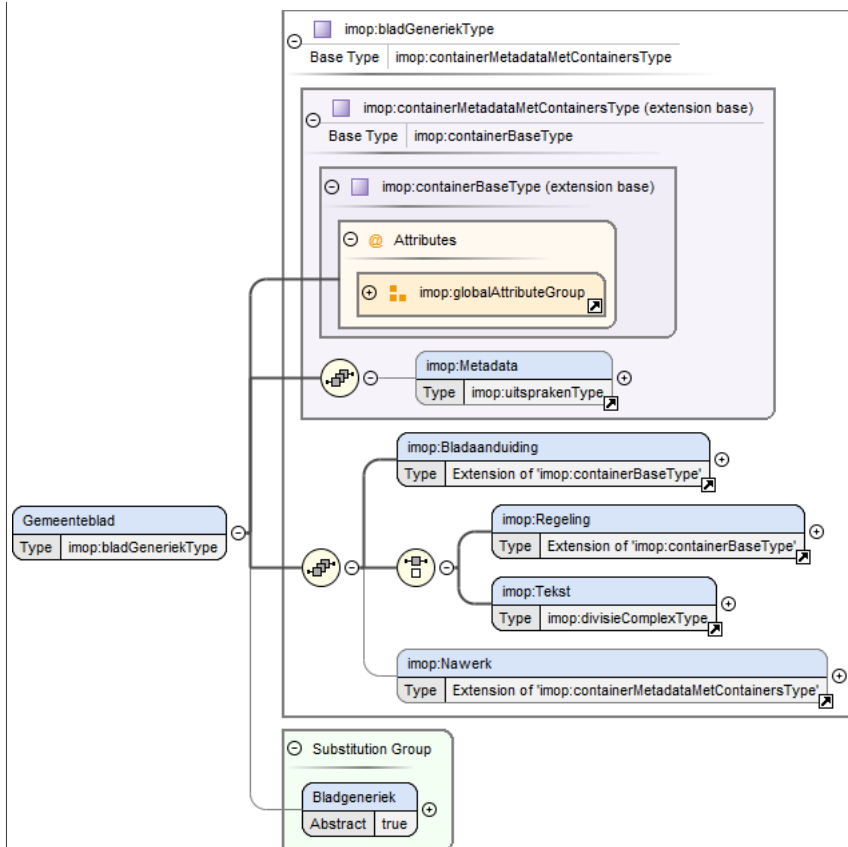 imop:bladGeneriekType
Base Type imop:containerMetadataMetContainersType
imop:containerMetadataMetContainersType (extension base)
Base Type imop:containerBaseType
imop:containerBaseType (extension base)
@ Attributes
imop:globalAttributeGroup
imop:Metadata
Type imop:uitsprakenType
imop:Bladaanduiding
Type Extension of 'imop:containerBaseType'
Gemeenteblad
Type imop:bladGeneriekType
imop:Regeling
Type Extension of 'imop:containerBaseType'
imop:Tekst
Type imop:divisieComplexType
imop:Nawerk
Type Extension of 'imop:containerMetadataMetContainersType'
Substitution Group
Bladgeneriek
Abstract true